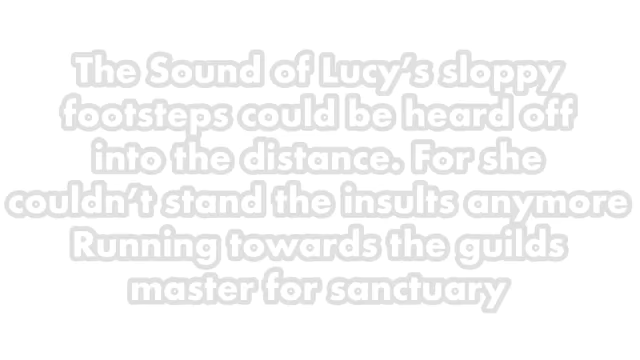 The Sound of Lucy's sloppy
footsteps could be heard off
into the distance. For she
couldn't stand the insults anymore
Running towards the guilds
master for sanctuary